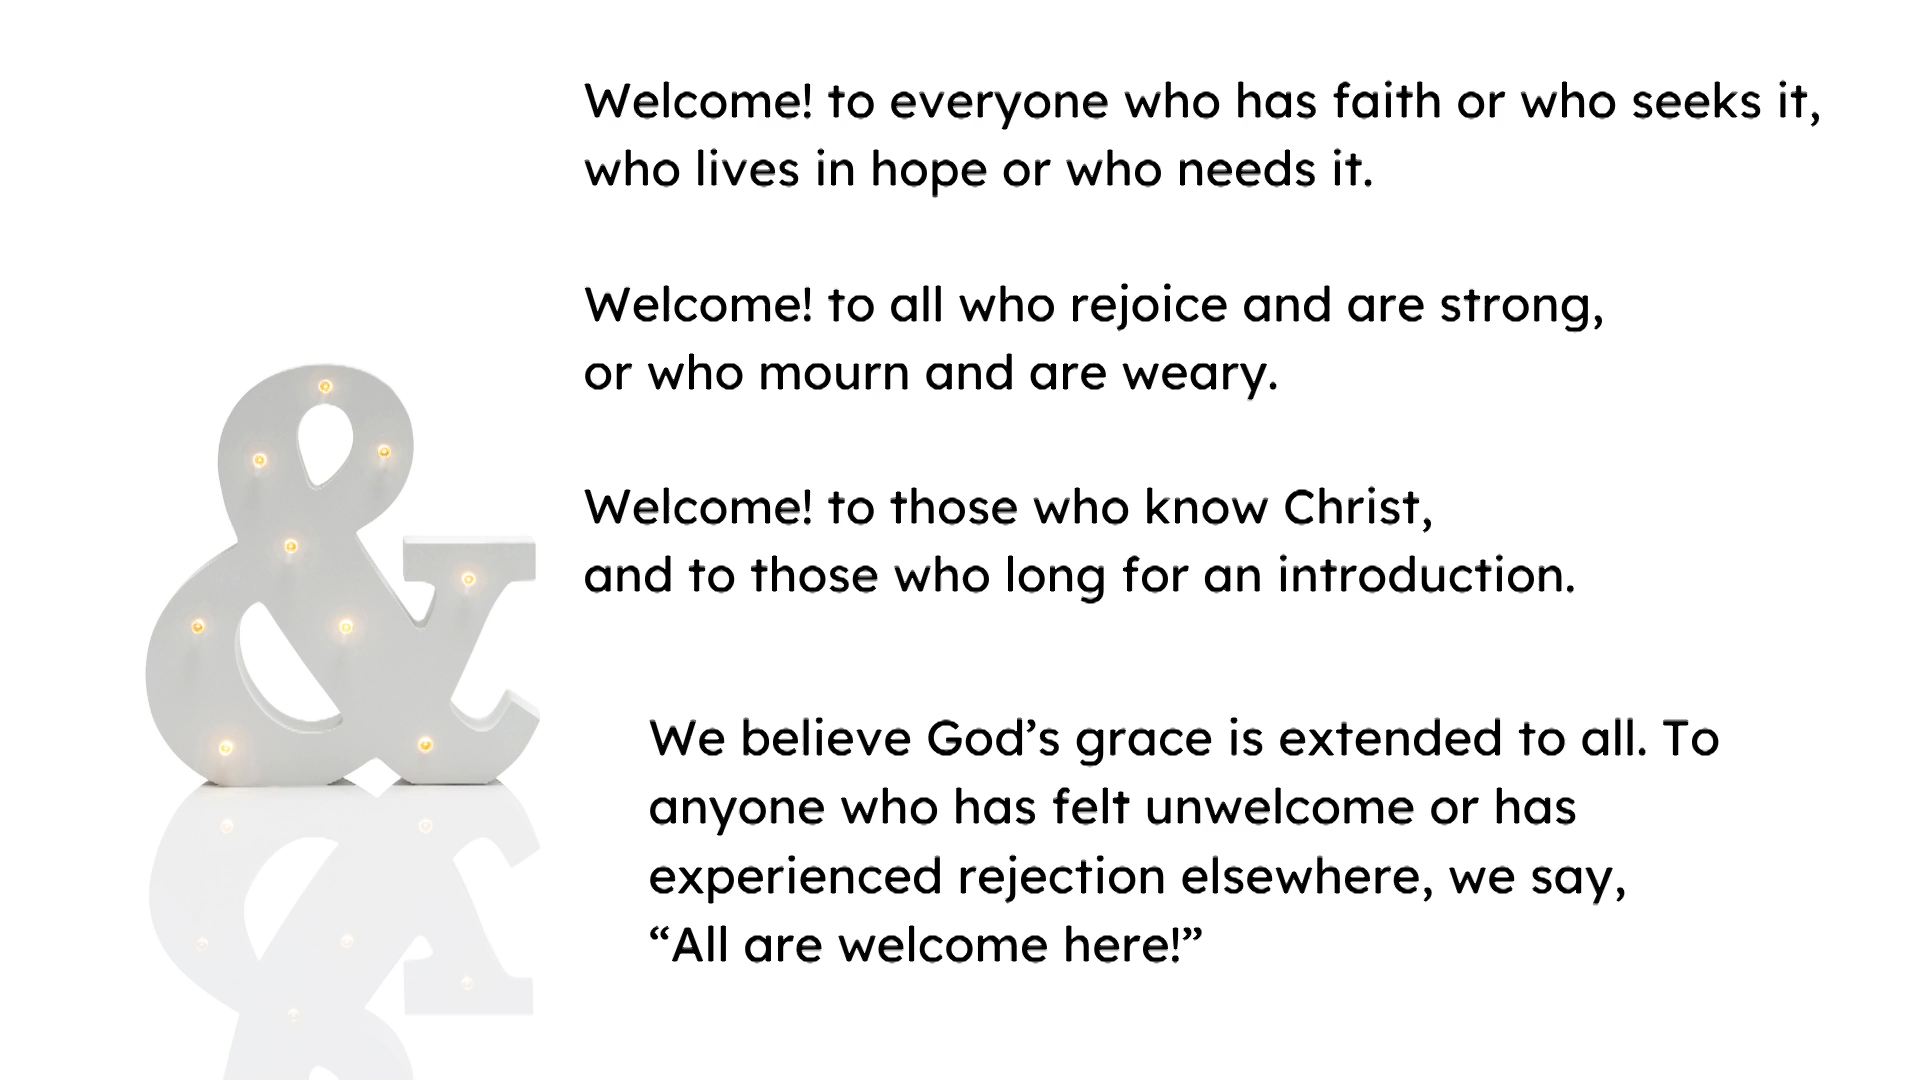 Welcome! to everyone who has faith or who seeks it,
who lives in hope or who needs it.
Welcome! to all who rejoice and are strong,
or who mourn and are weary.
Welcome! to those who know Christ,
and to those who long for an introduction.
We believe God’s grace is extended to all. To
anyone who has felt unwelcome or has
experienced rejection elsewhere, we say,
“All are welcome here!”
&